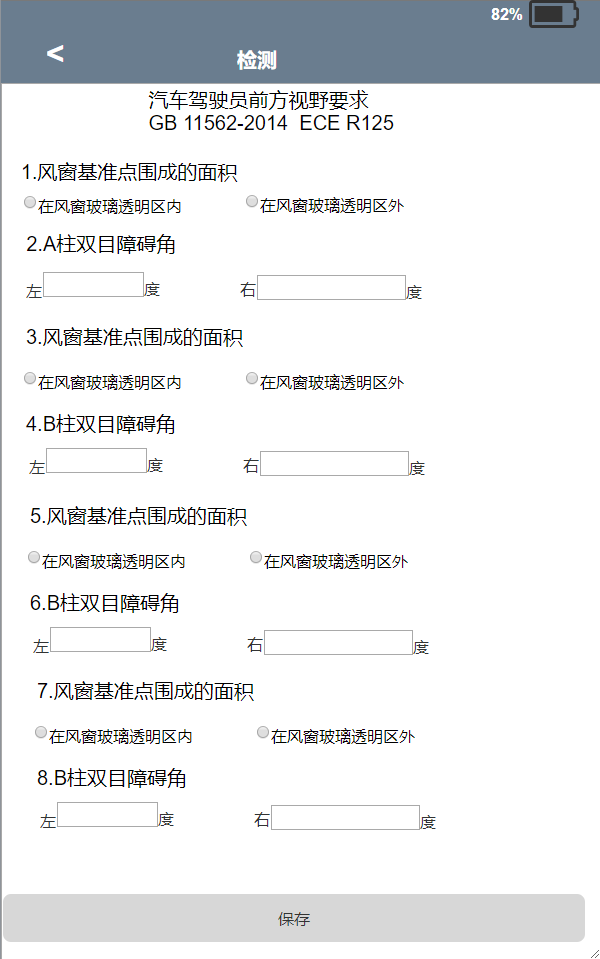 82%
<
检测
汽车驾驶员前方视野要求
GB 11562-2014  ECE R125
1.风窗基准点围成的面积
在风窗玻璃透明区内 在风窗玻璃透明区外
2.A柱双目障碍角
左 度 右 度
3.风窗基准点围成的面积
在风窗玻璃透明区内 在风窗玻璃透明区外
4.B柱双目障碍角
左 度 右 度
5.风窗基准点围成的面积
在风窗玻璃透明区内 在风窗玻璃透明区外
6.B柱双目障碍角
左 度 右 度
7.风窗基准点围成的面积
在风窗玻璃透明区内 在风窗玻璃透明区外
8.B柱双目障碍角
左 度 右 度
保存